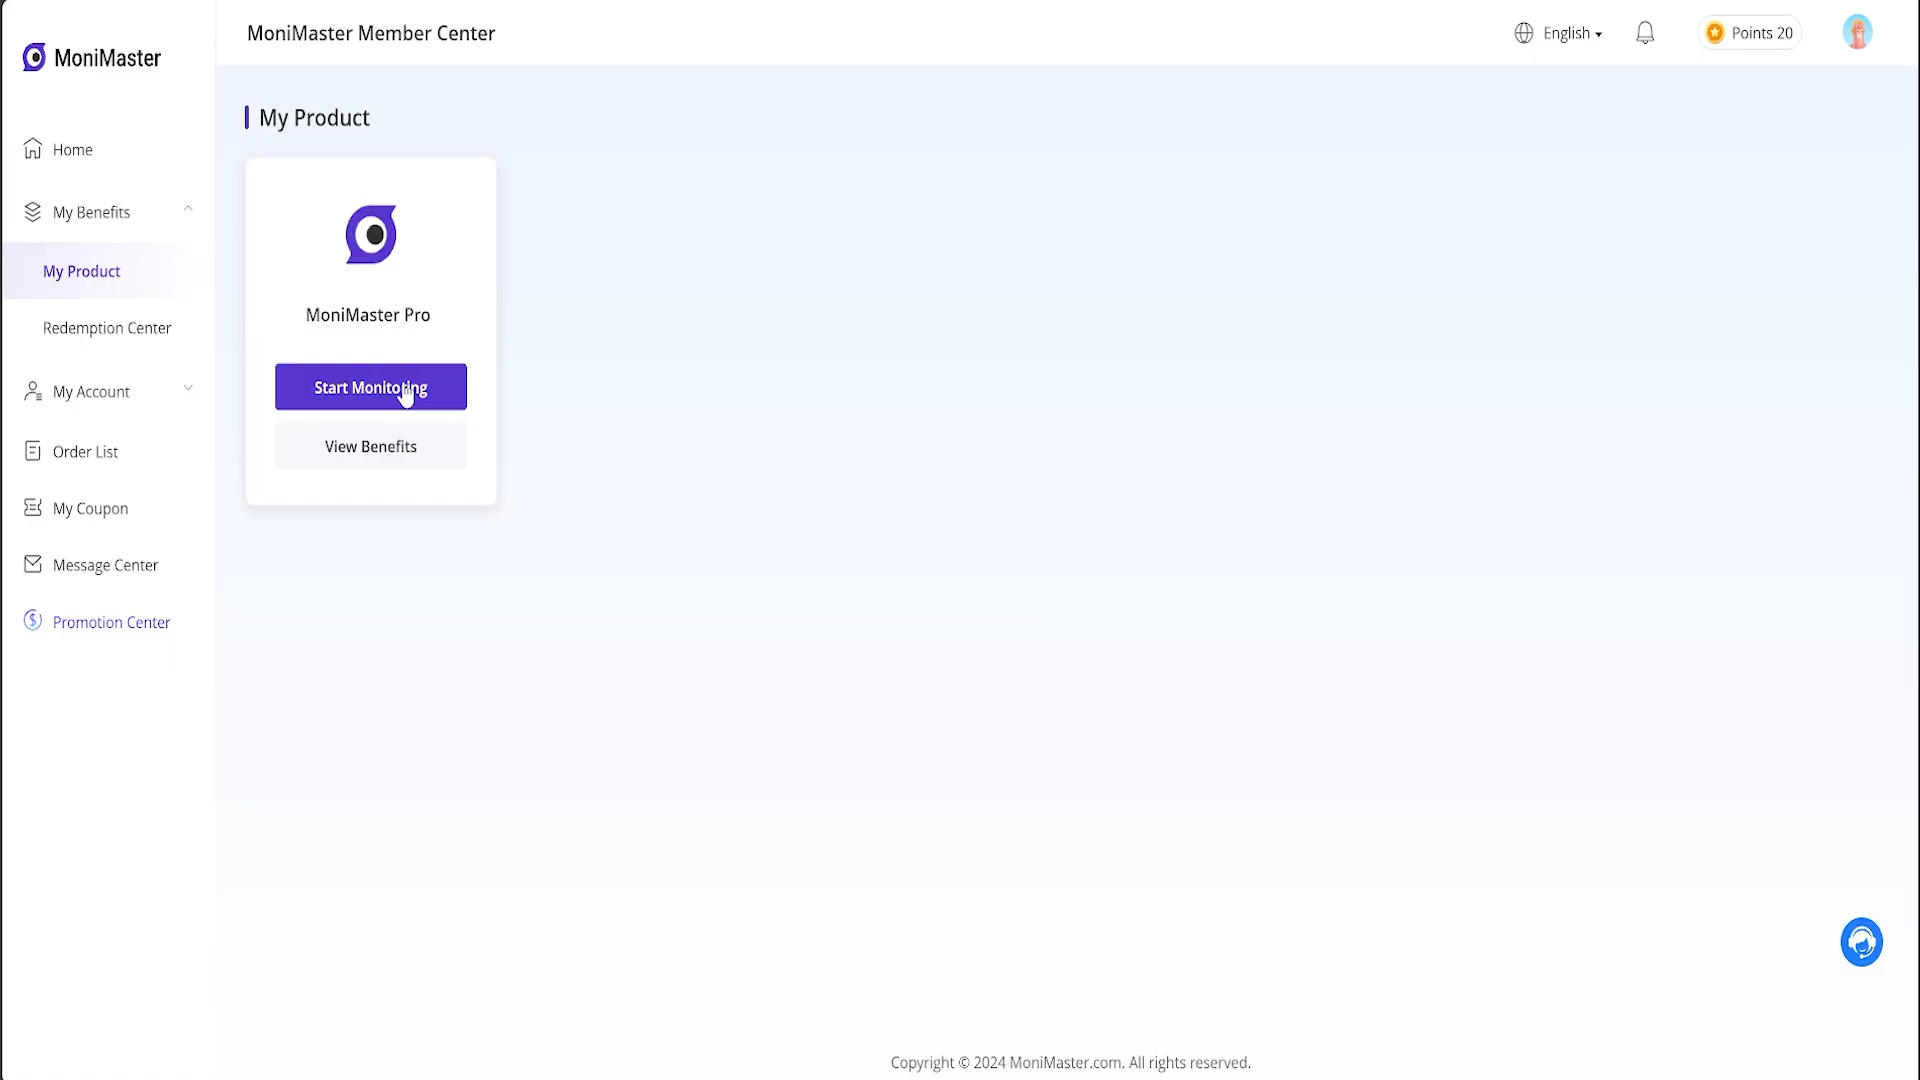 MoniMaster
MoniMaster Member Center
English
Points 20
Home
My Benefits
My Product
Redemption Center
My Account
Order List
My Coupon
Message Center
Promotion Center
My Product
MoniMaster Pro
Start Monitoting
View Benefits
Copyright © 2024 MoniMaster.com. All rights reserved.